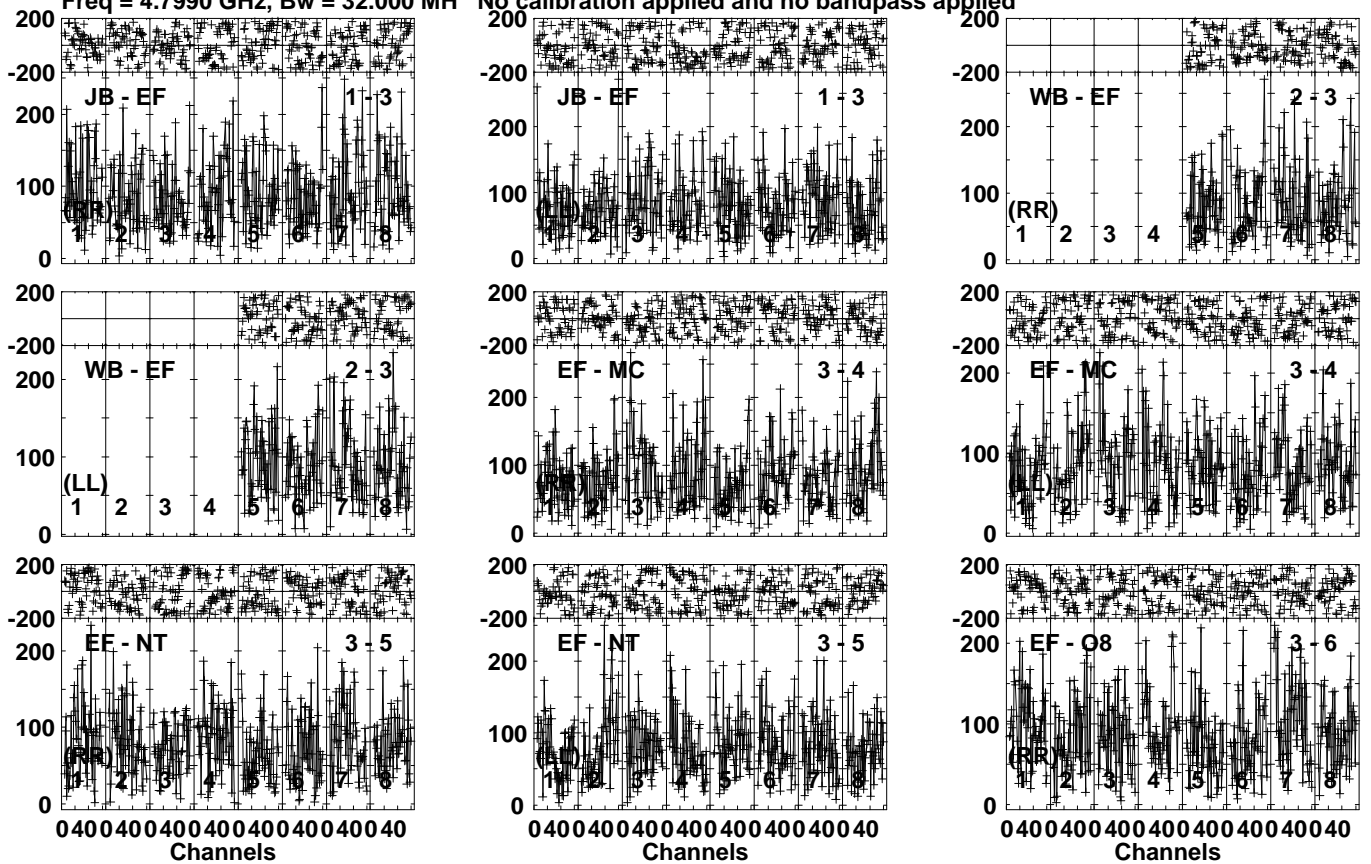 Freq = 4.7990 GHz, Bw = 32.000 MH No calibration applied and no bandpass applied
200
-200
200
100
0
JB - EF 1 - 3
(RR)
1 2 3 4 5 6 7 8
JB - EF 1 - 3
200
-200
200
100
0
(LL)
1 2 3 4 5 6 7 8
WB - EF 2 - 3
200
-200
200
100
0
(RR)
1 2 3 4 5 6 7 8
200
-200
200
100
0
WB - EF 2 - 3
(LL)
1 2 3 4 5 6 7 8
200
-200
200
100
0
EF - MC 3 - 4
(RR)
1 2 3 4 5 6 7 8
200
-200
200
100
0
EF - MC 3 - 4
(LL)
1 2 3 4 5 6 7 8
200
-200
200
100
0
EF - NT 3 - 5
(RR)
1 2 3 4 5 6 7 8
0 40 0 40 0 40 0 40 0 40 0 40 0 40 0 40
Channels
200
-200
200
100
0
EF - NT 3 - 5
(LL)
1 2 3 4 5 6 7 8
0 40 0 40 0 40 0 40 0 40 0 40 0 40 0 40
Channels
200
-200
200
100
0
EF - O8 3 - 6
(RR)
1 2 3 4 5 6 7 8
0 40 0 40 0 40 0 40 0 40 0 40 0 40 0 40
Channels